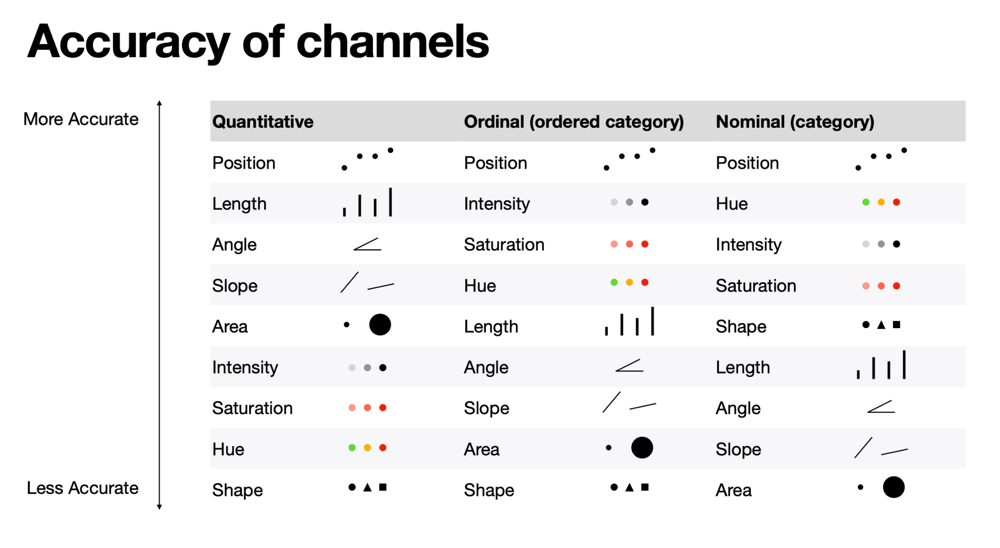 Accuracy of channels
More Accurate
Quantitative Ordinal (ordered category) Nominal (category)
Position Position Position
Length Intensity Hue
Angle Saturation Intensity
Slope Hue Saturation
Area Length Shape
Intensity Angle Length
Saturation Slope Angle
Hue Area Slope
Less Accurate
Shape Shape Area